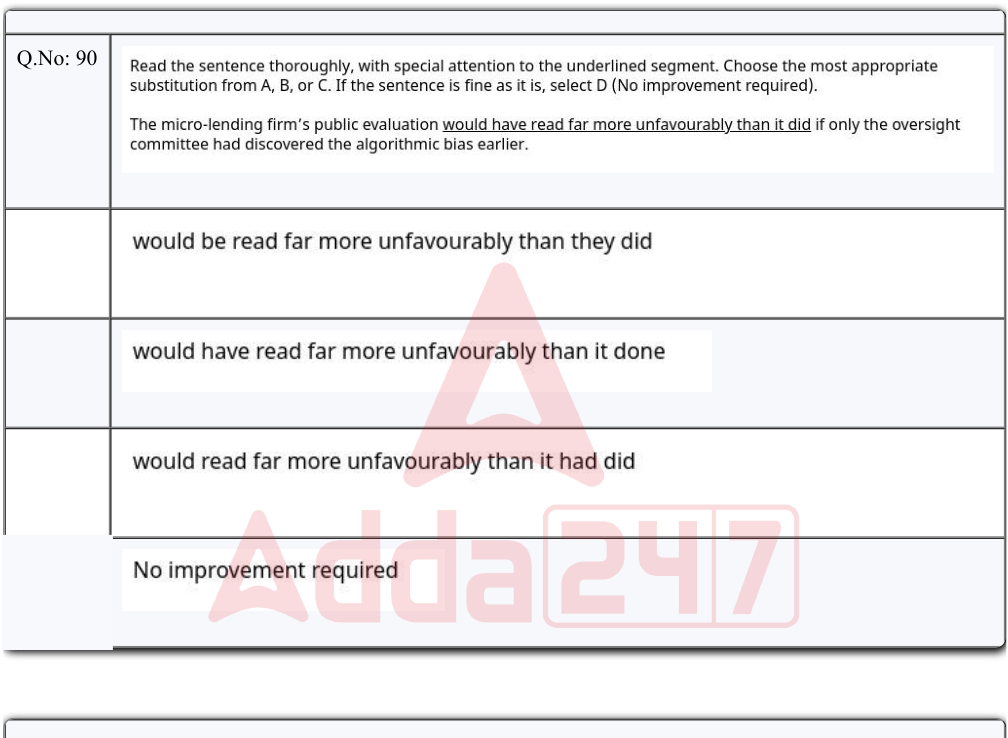 Q.No: 90
Read the sentence thoroughly, with special attention to the underlined segment. Choose the most appropriate
substitution from A, B, or C. If the sentence is fine as it is, select D (No improvement required).
The micro-lending firm’s public evaluation would have read far more unfavourably than it did if only the oversight
committee had discovered the algorithmic bias earlier.
would be read far more unfavourably than they did
would have read far more unfavourably than it done
would read far more unfavourably than it had did
No improvement required
Adda247